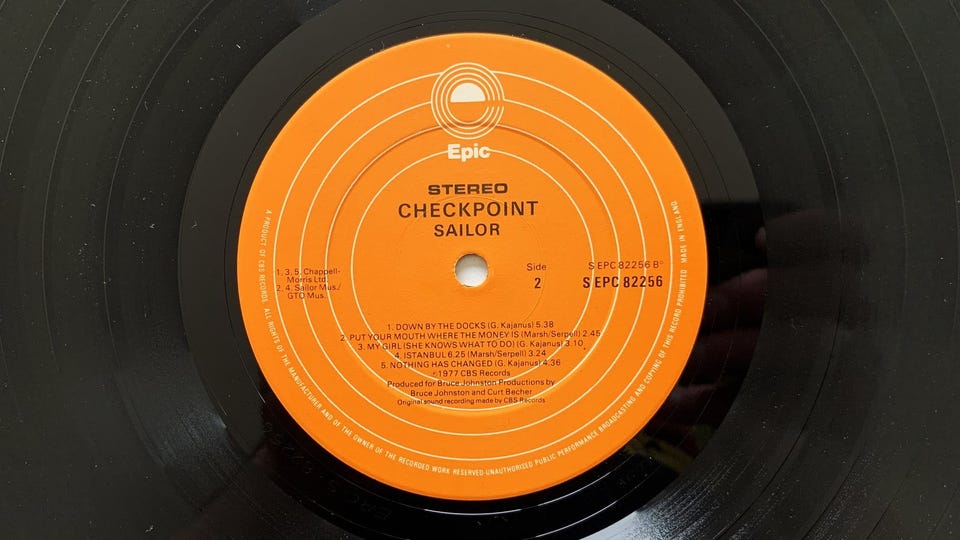 Epic
STEREO
CHECKPOINT
SAILOR
1. 3. 5. Chappell-
Morris Ltd.
2. 4. Sailor Mus./
GTO Mus.
Side
2
S EPC 82256 B°
S EPC 82256
1. DOWN BY THE DOCKS (G. Kajanus) 5.38
2. PUT YOUR MOUTH WHERE THE MONEY IS (Marsh/Serpell) 2.45
3. MY GIRL (SHE KNOWS WHAT TO DO) (G. Kajanus) 3.10
4. ISTANBUL 6.25 (Marsh/Serpell) 3.24
5. NOTHING HAS CHANGED (G. Kajanus) 4.36
1977 CBS Records
Produced for Bruce Johnston Productions by
Bruce Johnston and Curt Becher
Original sound recording made by CBS Records
A PRODUCT OF CBS RECORDS. ALL RIGHTS OF THE MANUFACTURER AND OF THE OWNER OF THE RECORDED WORK RESERVED-UNAUTHORISED PUBLIC PERFORMANCE BROADCASTING AND COPYING OF THIS RECORD PROHIBITED MADE IN ENGLAND